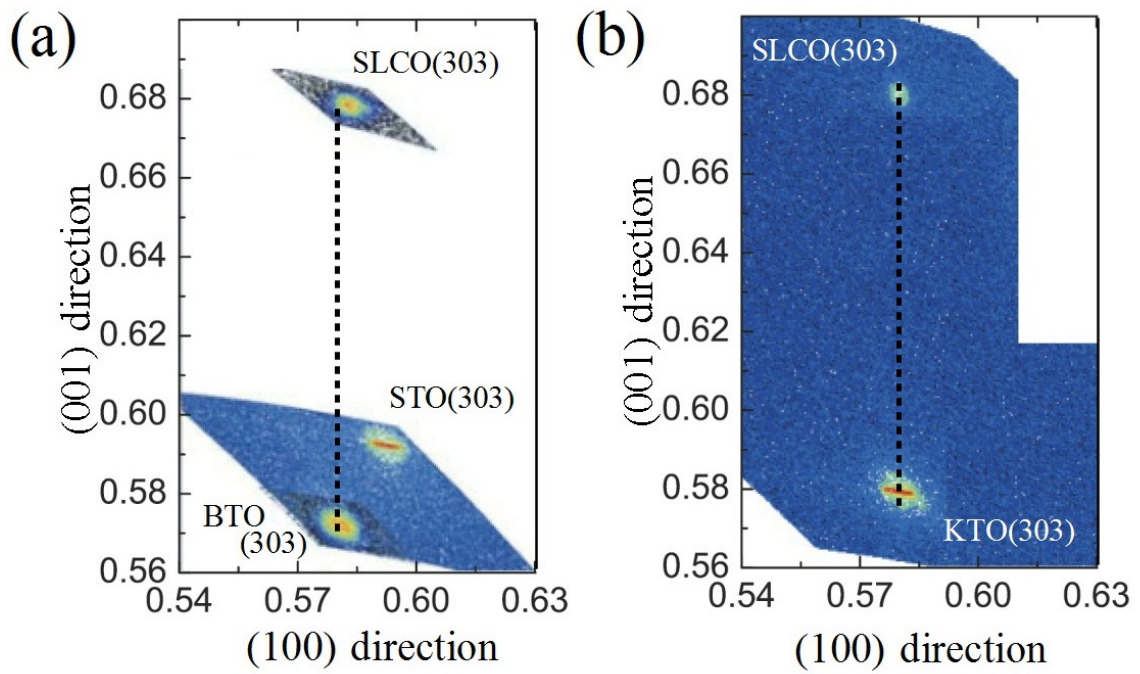 (a)
SLCO(303)
0.68
0.66
0.64
0.62
0.60
0.58
0.56
(001) direction
STO(303)
BTO
(303)
0.54
0.57
0.60
0.63
(100) direction
(b)
SLCO(303)
0.68
0.66
0.64
0.62
0.60
0.58
0.56
(001) direction
KTO(303)
0.54
0.57
0.60
0.63
(100) direction